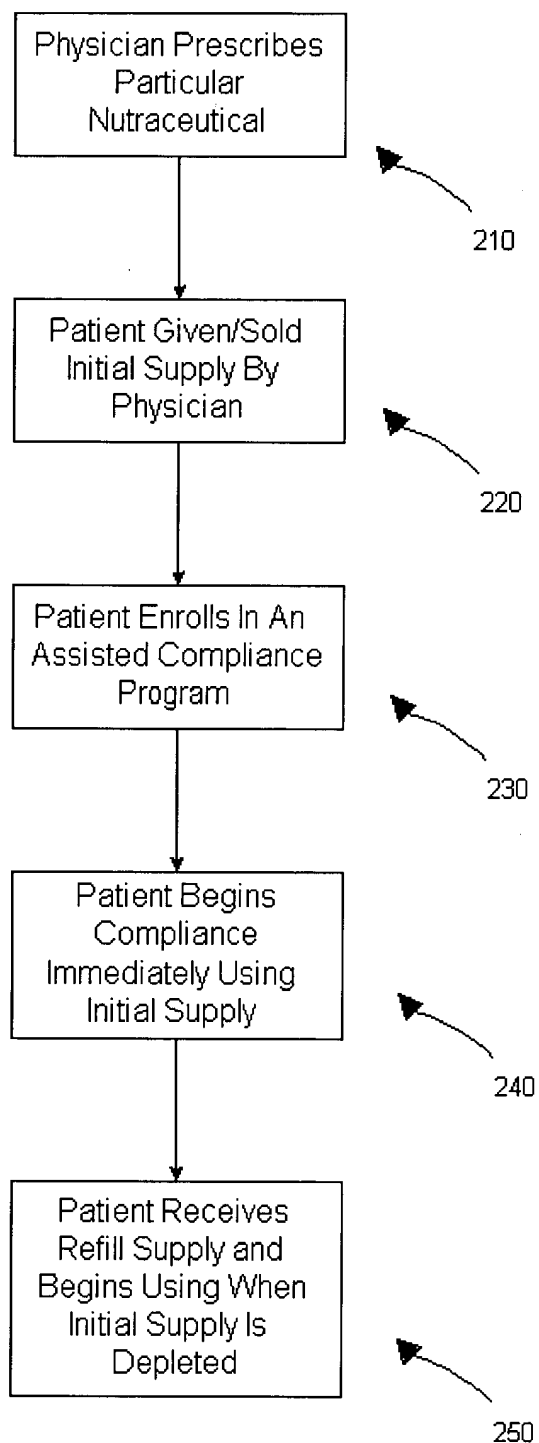 Physician Prescribes
Particular
Nutraceutical
210
Patient Given/Sold
Initial Supply By
Physician
220
Patient Enrolls In An
Assisted Compliance
Program
230
Patient Begins
Compliance
Immediately Using
Initial Supply
240
Patient Receives
Refill Supply and
Begins Using When
Initial Supply Is
Depleted
250